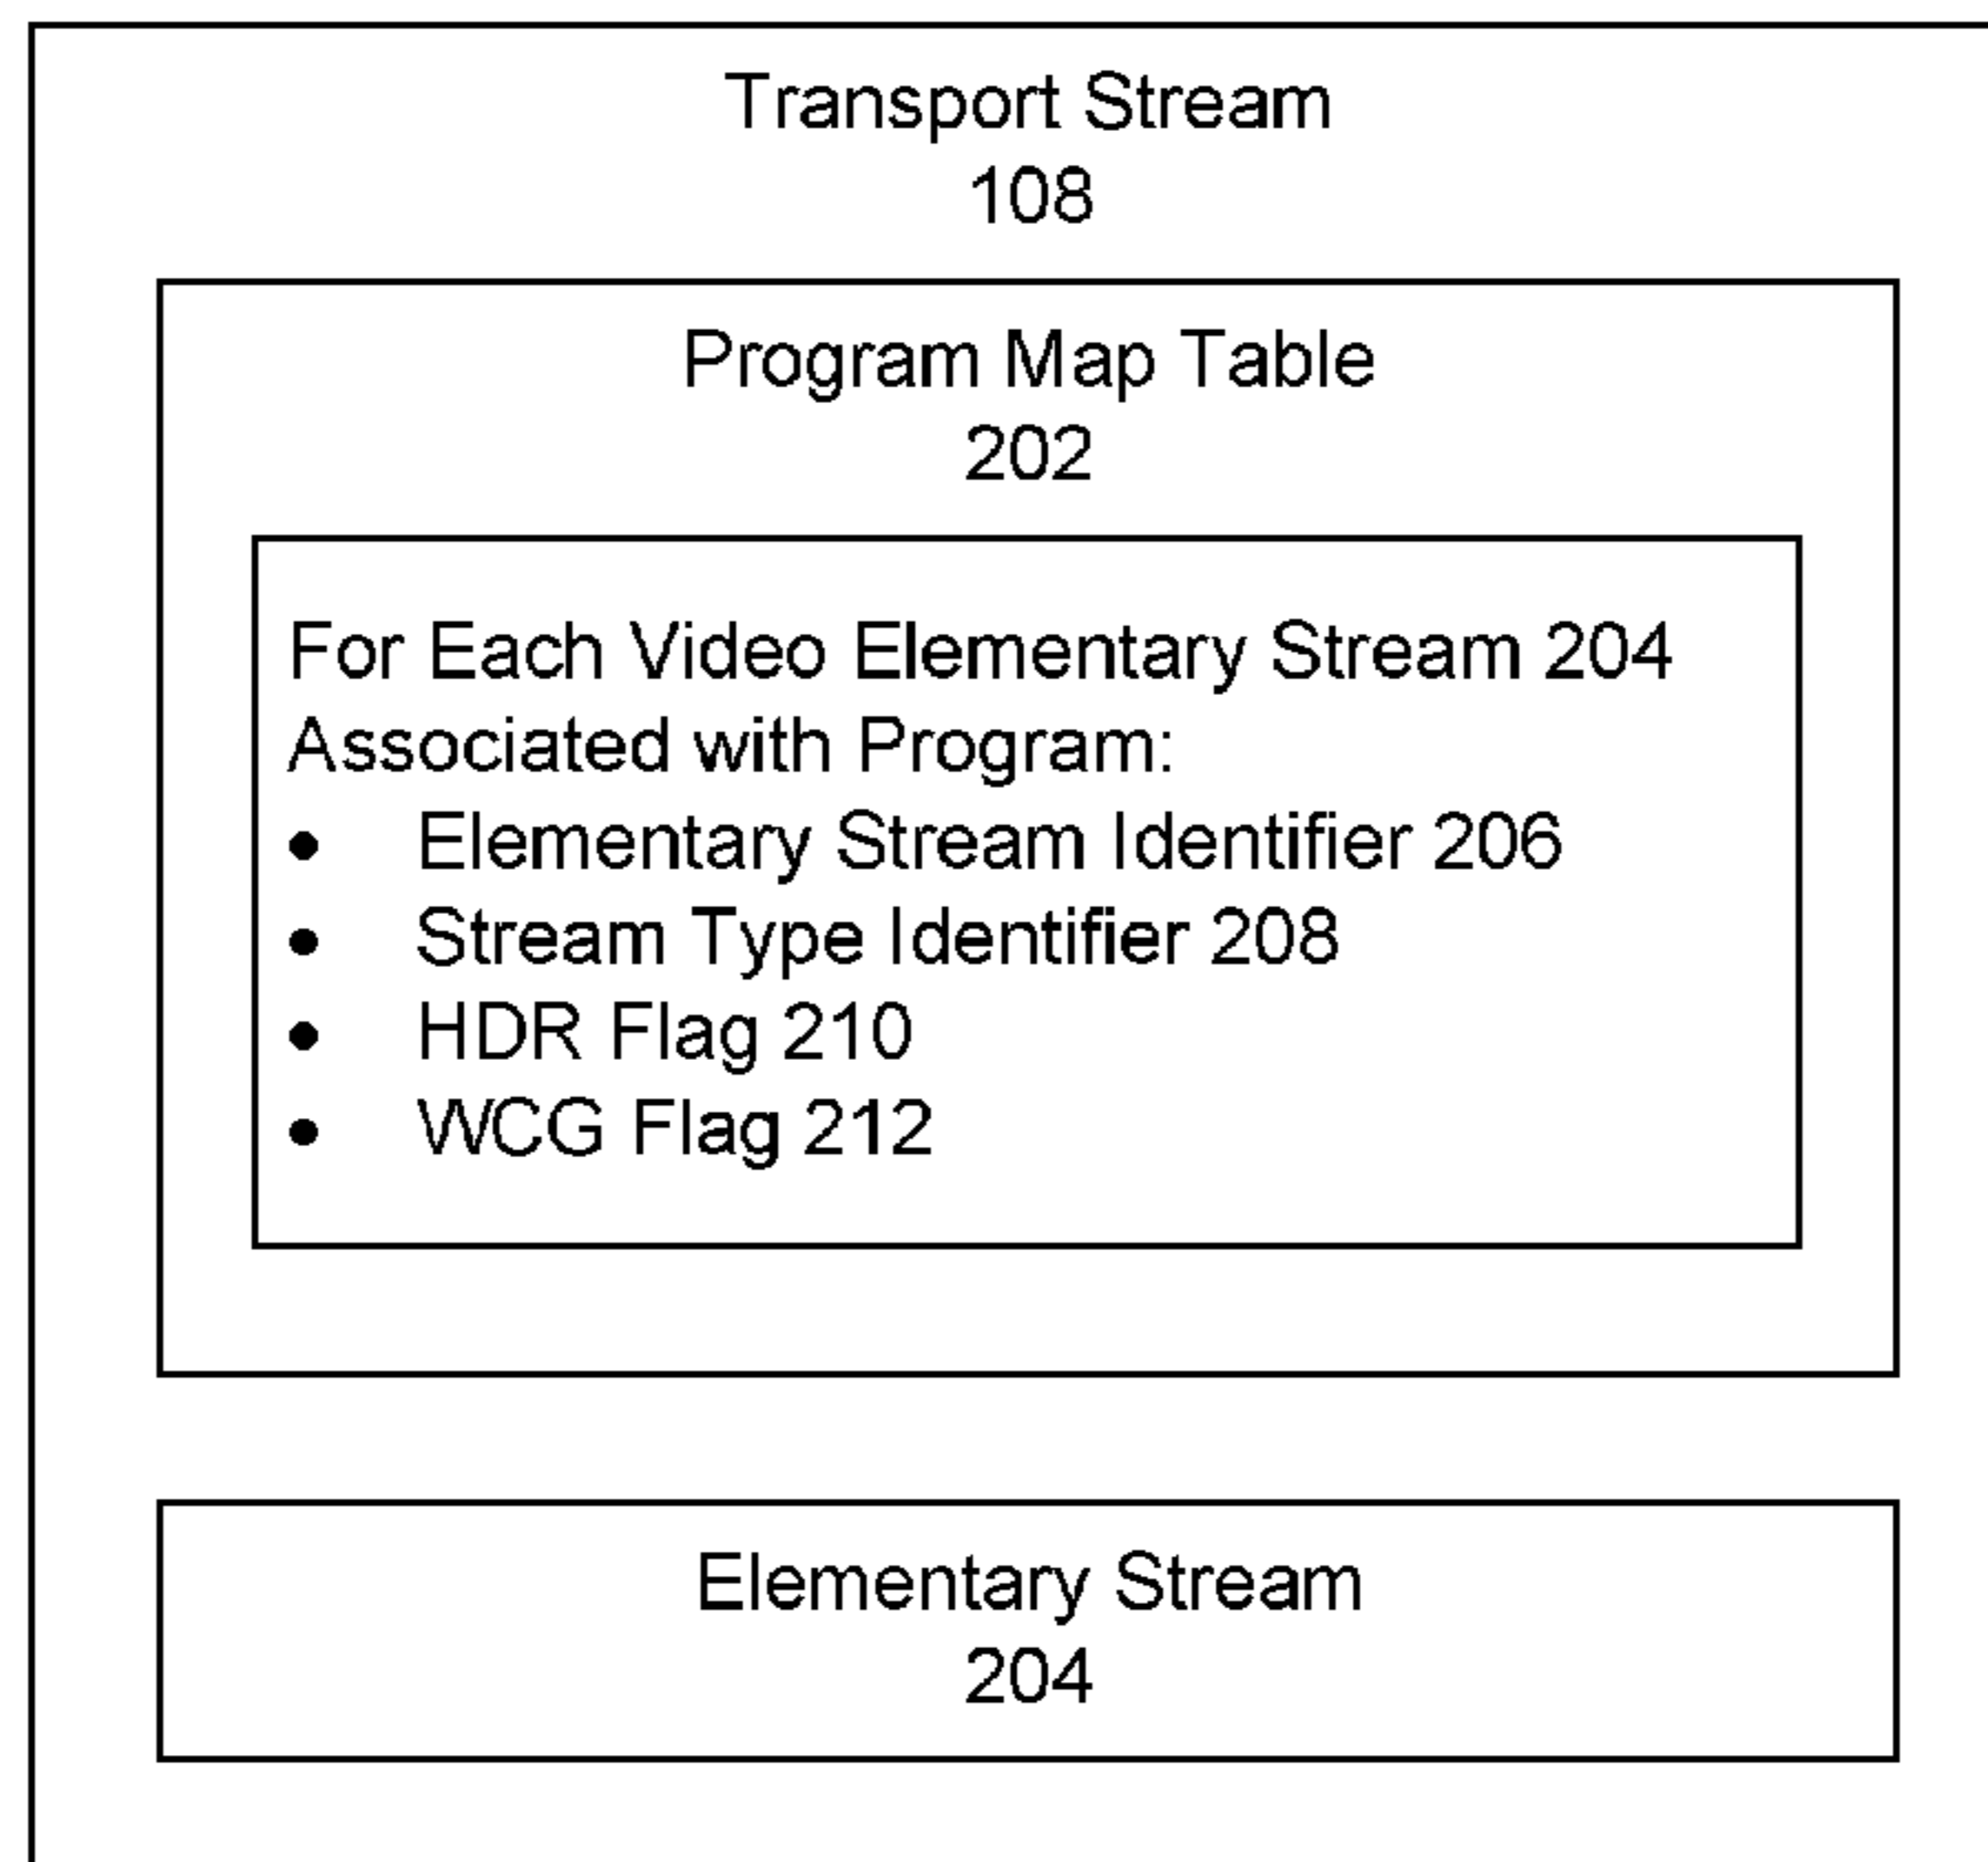 Transport Stream
108
Program Map Table
202
For Each Video Elementary Stream 204
Associated with Program:
• Elementary Stream Identifier 206
• Stream Type Identifier 208
• HDR Flag 210
• WCG Flag 212
Elementary Stream
204